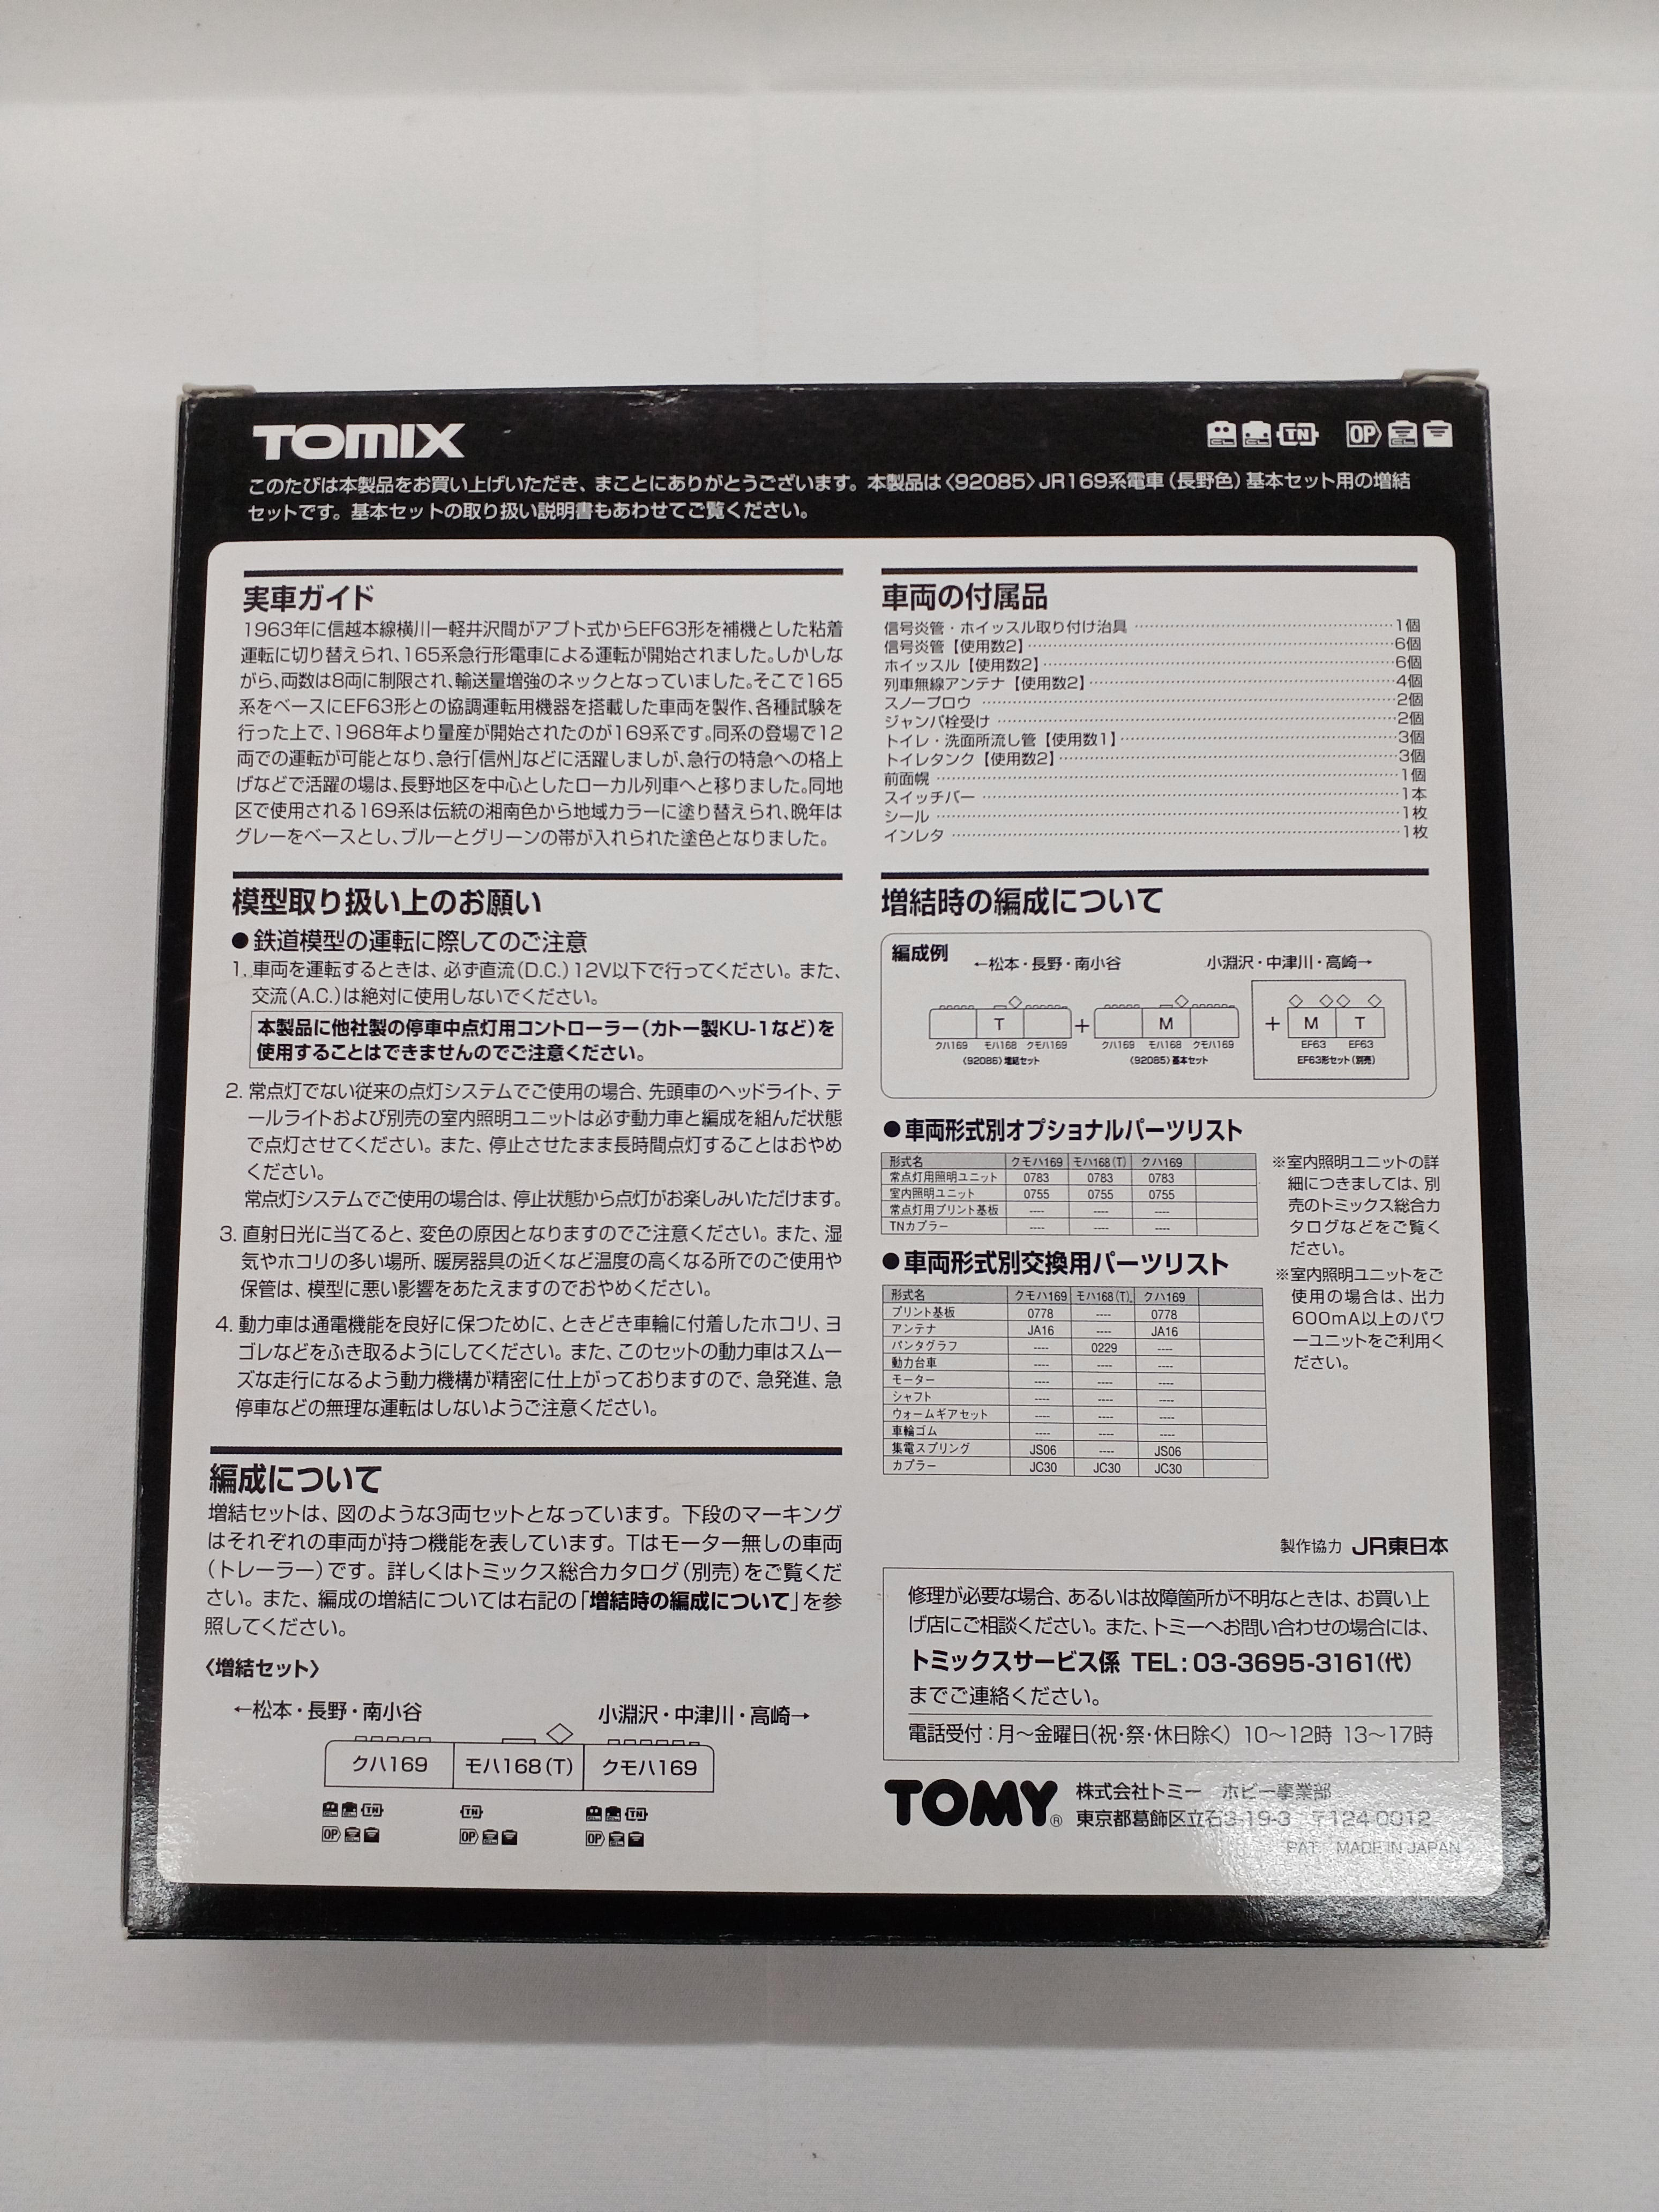 TOMIX
CL CL TN OP CL
このたびは本製品をお買い上げいただき、まことにありがとうございます。本製品は〈92085〉JR169系電車（長野色）基本セット用の増結
セットです。基本セットの取り扱い説明書もあわせてご覧ください。
実車ガイド
1963年に信越本線横川ー軽井沢間がアプト式からEF63形を補機とした粘着
運転に切り替えられ、165系急行形電車による運転が開始されました。しかしな
がら、両数は8両に制限され、輸送量増強のネックとなっていました。そこで165
系をベースにEF63形との協調運転用機器を搭載した車両を製作、各種試験を
行った上で、1968年より量産が開始されたのが169系です。同系の登場で12
両での運転が可能となり、急行「信州」などに活躍しましが、急行の特急への格上
げなどで活躍の場は、長野地区を中心としたローカル列車へと移りました。同地
区で使用される169系は伝統の湘南色から地域カラーに塗り替えられ、晩年は
グレーをベースとし、ブルーとグリーンの帯が入れられた塗色となりました。
模型取り扱い上のお願い
●鉄道模型の運転に際してのご注意
1. 車両を運転するときは、必ず直流(D.C.)12V以下で行ってください。また、
交流(A.C.)は絶対に使用しないでください。
本製品に他社製の停車中点灯用コントローラー（カトー製KU-1など）を
使用することはできませんのでご注意ください。
2. 常点灯でない従来の点灯システムでご使用の場合、先頭車のヘッドライト、テ
ールライトおよび別売の室内照明ユニットは必ず動力車と編成を組んだ状態
で点灯させてください。また、停止させたまま長時間点灯することはおやめ
ください。
常点灯システムでご使用の場合は、停止状態から点灯がお楽しみいただけます。
3. 直射日光に当てると、変色の原因となりますのでご注意ください。また、湿
気やホコリの多い場所、暖房器具の近くなど温度の高くなる所でのご使用や
保管は、模型に悪い影響をあたえますのでおやめください。
4. 動力車は通電機能を良好に保つために、ときどき車輪に付着したホコリ、ヨ
ゴレなどをふき取るようにしてください。また、このセットの動力車はスムー
ズな走行になるよう動力機構が精密に仕上がっておりますので、急発進、急
停車などの無理な運転はしないようご注意ください。
編成について
増結セットは、図のような3両セットとなっています。下段のマーキング
はそれぞれの車両が持つ機能を表しています。Tはモーター無しの車両
（トレーラー）です。詳しくはトミックス総合カタログ（別売）をご覧くだ
さい。また、編成の増結については右記の「増結時の編成について」を参
照してください。
〈増結セット〉
←松本・長野・南小谷 小淵沢・中津川・高崎→
クハ169 モハ168(T) クモハ169
TN TN TN
OP OP OP
車両の付属品
信号炎管・ホイッスル取り付け治具 ………… 1個
信号炎管【使用数2】 ………… 6個
ホイッスル【使用数2】 ………… 6個
列車無線アンテナ【使用数2】 ………… 4個
スノープロウ ………… 2個
ジャンパ栓受け ………… 2個
トイレ・洗面所流し管【使用数1】 ………… 3個
トイレタンク【使用数2】 ………… 3個
前面幌 ………… 1個
スイッチバー ………… 1本
シール ………… 1枚
インレタ ………… 1枚
増結時の編成について
編成例 ←松本・長野・南小谷 小淵沢・中津川・高崎→
T + M + M T
クハ169 モハ168 クモハ169 クハ169 モハ168 クモハ169 EF63 EF63
〈92086〉増結セット 〈92085〉基本セット EF63形セット（別売）
●車両形式別オプショナルパーツリスト
形式名 クモハ169 モハ168(T) クハ169
常点灯用照明ユニット 0783 0783 0783
室内照明ユニット 0755 0755 0755
常点灯用プリント基板 ---- ---- ----
TNカプラー ---- ---- ----
※室内照明ユニットの詳
細につきましては、別
売のトミックス総合カ
タログなどをご覧く
ださい。
※室内照明ユニットをご
使用の場合は、出力
600mA以上のパワ
ーユニットをご利用く
ださい。
●車両形式別交換用パーツリスト
形式名 クモハ169 モハ168(T) クハ169
プリント基板 0778 ---- 0778
アンテナ JA16 ---- JA16
パンタグラフ ---- 0229 ----
動力台車 ---- ---- ----
モーター ---- ---- ----
シャフト ---- ---- ----
ウォームギアセット ---- ---- ----
車輪ゴム ---- ---- ----
集電スプリング JS06 ---- JS06
カプラー JC30 JC30 JC30
製作協力 JR東日本
修理が必要な場合、あるいは故障箇所が不明なときは、お買い上
げ店にご相談ください。また、トミーへお問い合わせの場合には、
トミックスサービス係 TEL:03-3695-3161(代)
までご連絡ください。
電話受付：月〜金曜日(祝・祭・休日除く) 10〜12時 13〜17時
TOMY®
株式会社トミー ホビー事業部
東京都葛飾区立石3-19-3 〒124-0012
PAT. MADE IN JAPAN